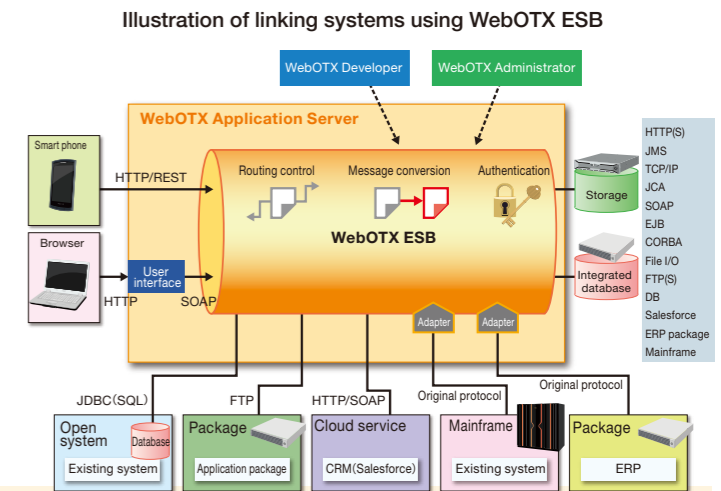 Illustration of linking systems using WebOTX ESB
WebOTX Developer
WebOTX Administrator
WebOTX Application Server
Smart phone
HTTP/REST
Routing control
Message conversion
Authentication
WebOTX ESB
Browser
HTTP
User
interface
SOAP
Storage
Integrated
database
HTTP(S)
JMS
TCP/IP
JCA
SOAP
EJB
CORBA
File I/O
FTP(S)
DB
Salesforce
ERP package
Mainframe
Adapter
Adapter
JDBC(SQL)
FTP
HTTP/SOAP
Original protocol
Original protocol
Open
system
Database
Existing system
Package
Application package
Cloud service
CRM(Salesforce)
Mainframe
Existing system
Package
ERP